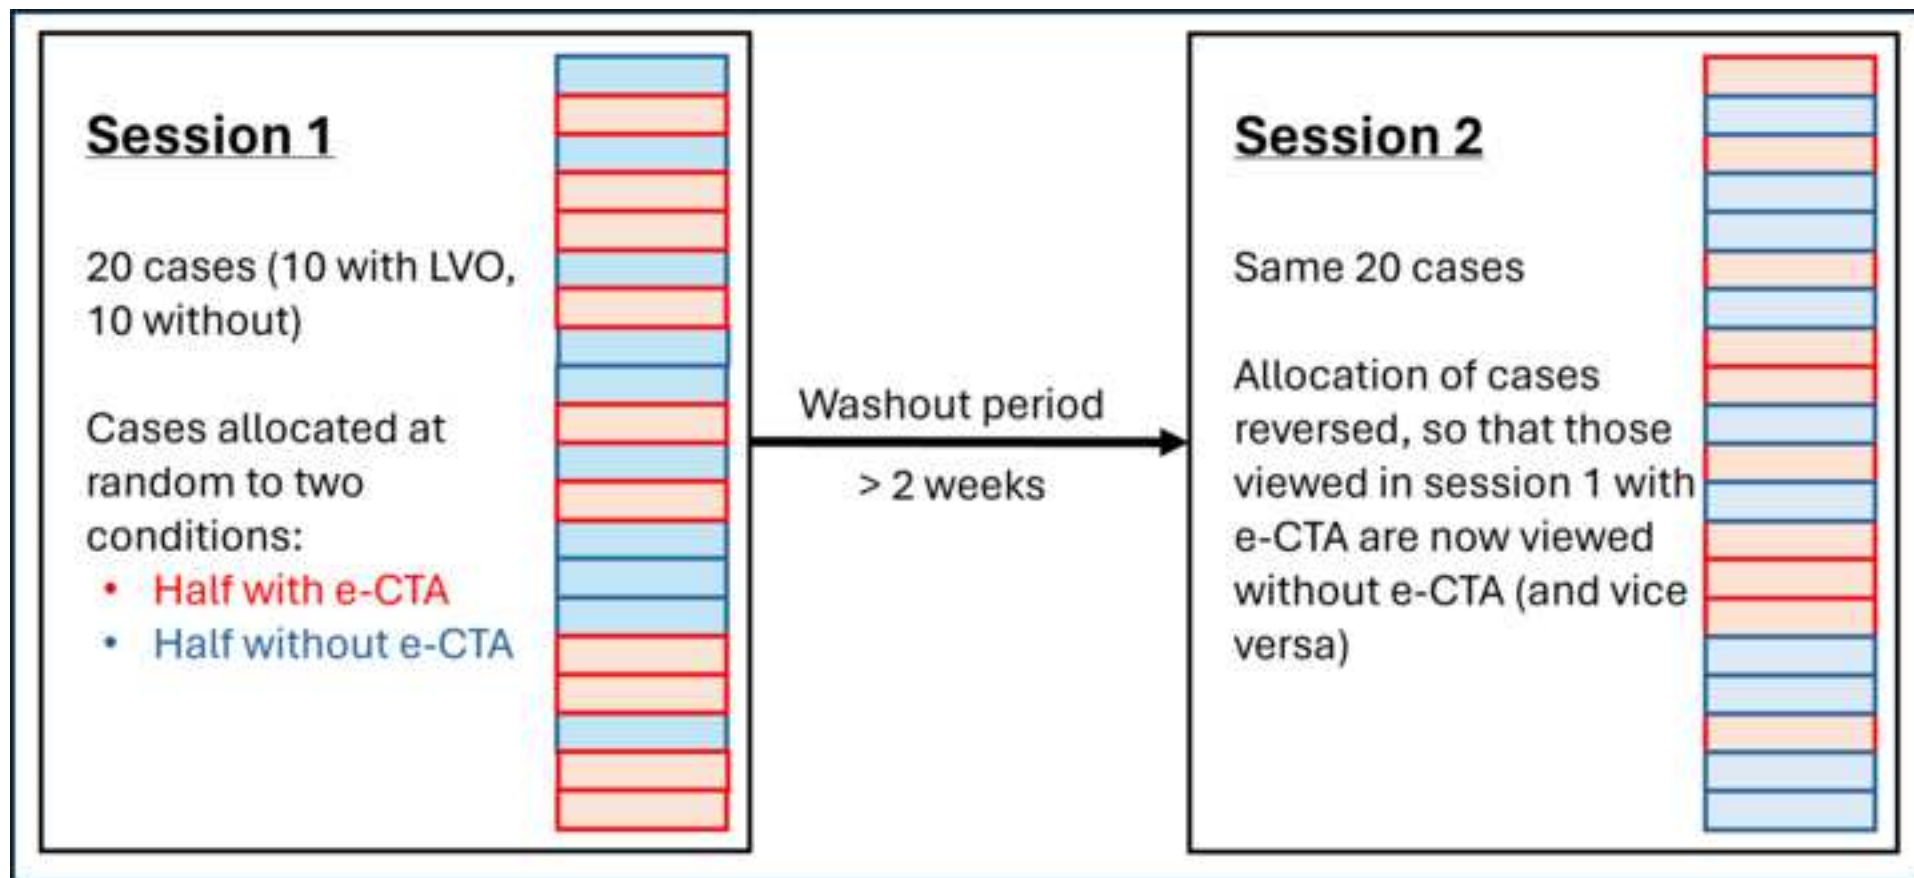 Session 1
20 cases (10 with LVO,
10 without)
Cases allocated at
random to two
conditions:
• Half with e-CTA
• Half without e-CTA
Washout period
> 2 weeks
Session 2
Same 20 cases
Allocation of cases
reversed, so that those
viewed in session 1 with
e-CTA are now viewed
without e-CTA (and vice
versa)